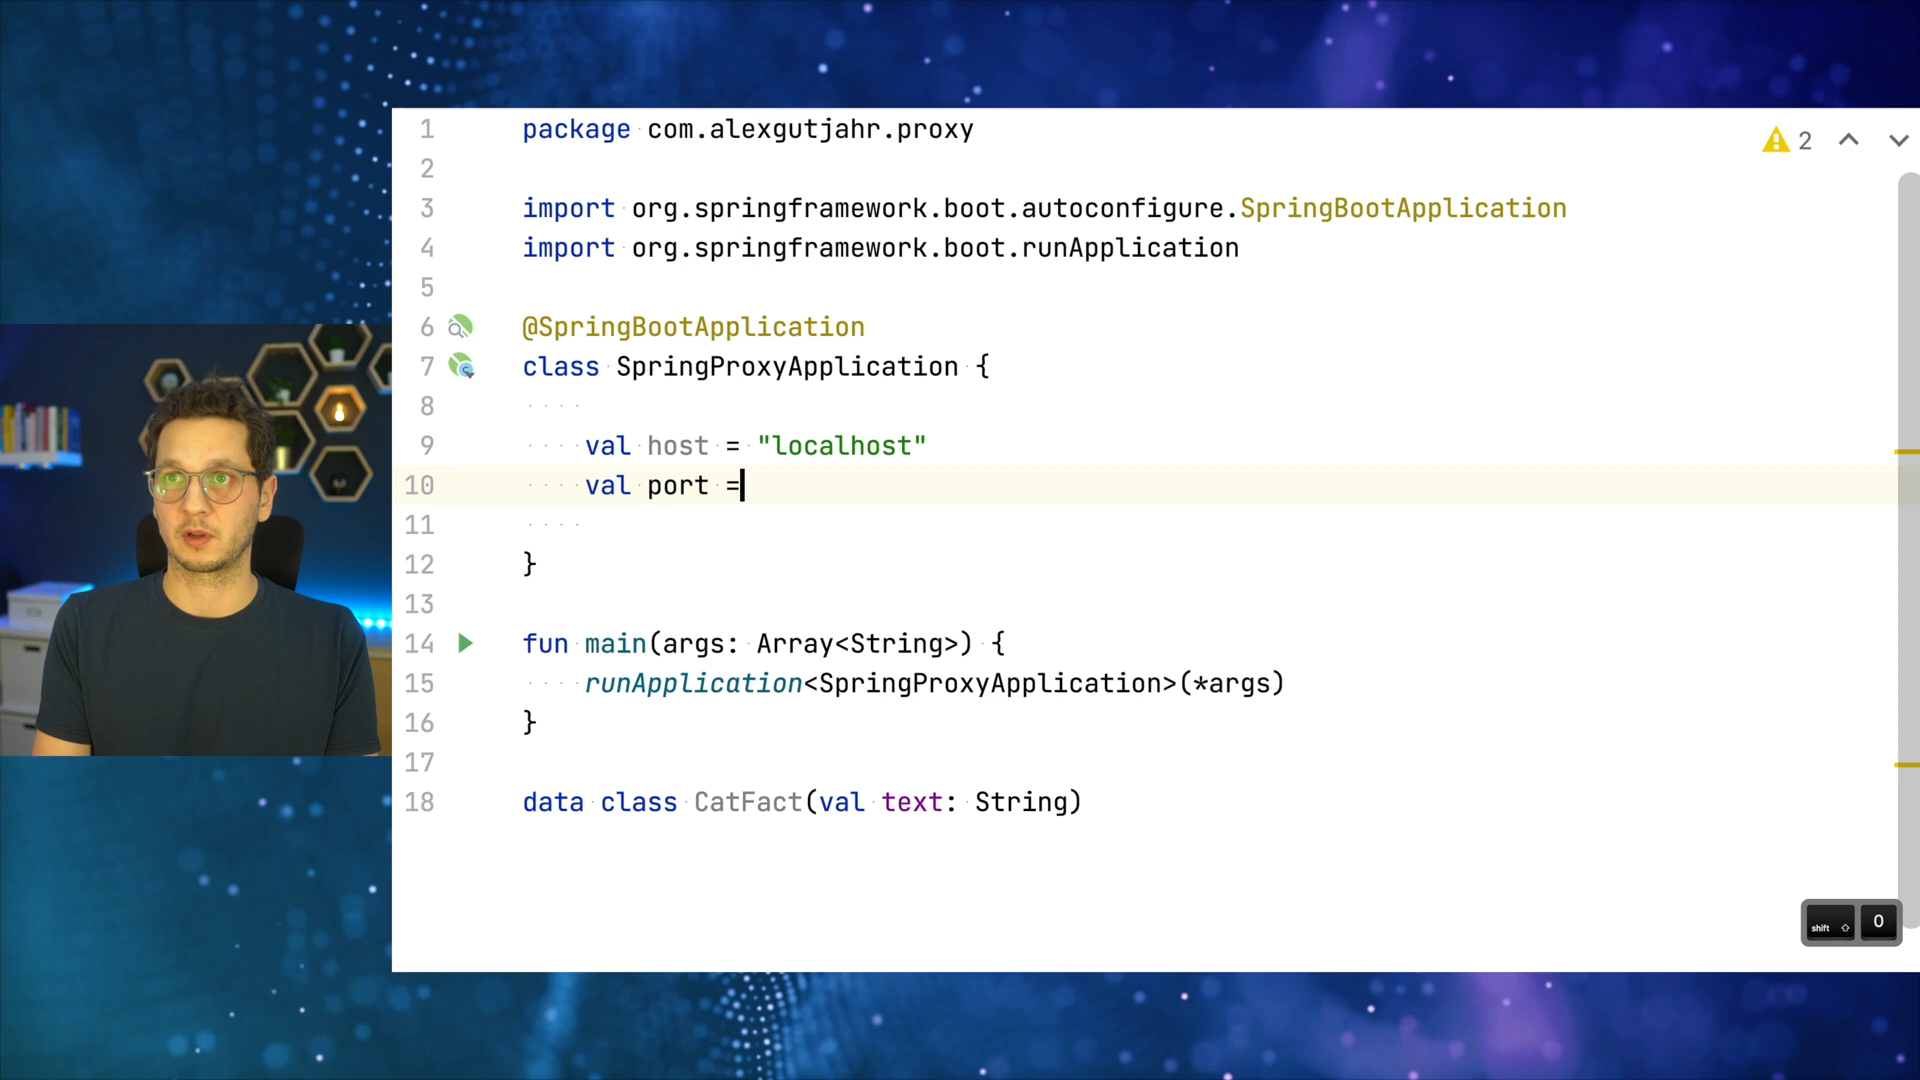 1 package com.alexgutjahr.proxy
2
3 import org.springframework.boot.autoconfigure.SpringBootApplication
4 import org.springframework.boot.runApplication
5
6 @SpringBootApplication
7 class SpringProxyApplication {
8
9 val host = "localhost"
10 val port =
11
12 }
13
14 fun main(args: Array<String>) {
15 runApplication<SpringProxyApplication>(*args)
16 }
17
18 data class CatFact(val text: String)
2
shift 0